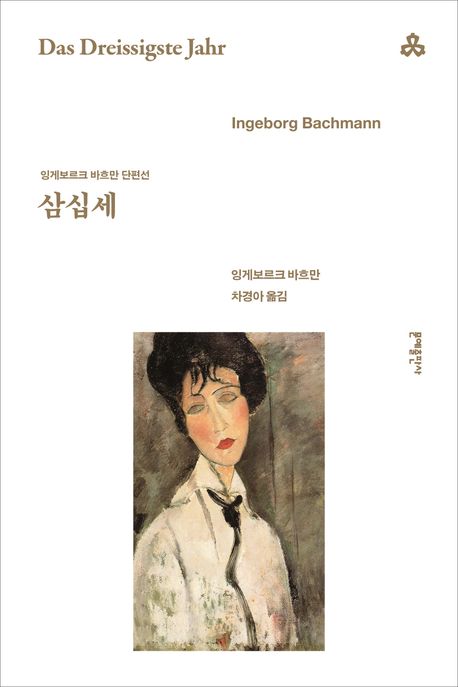 Das Dreissigste Jahr
Ingeborg Bachmann
잉게보르크 바흐만 단편선
삼십세
잉게보르크 바흐만
차경아 옮김
문예출판사